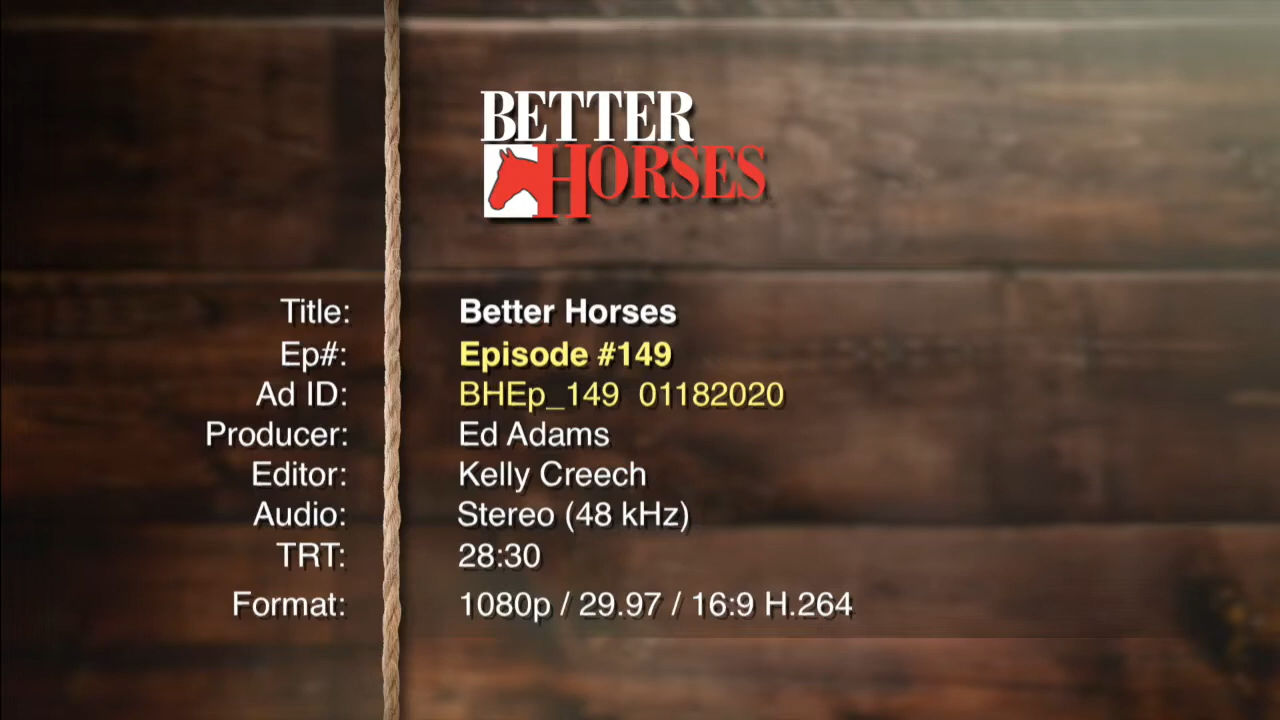 BETTER
HORSES
Title: Better Horses
Ep#: Episode #149
Ad ID: BHEp_149 01182020
Producer: Ed Adams
Editor: Kelly Creech
Audio: Stereo (48 kHz)
TRT: 28:30
Format: 1080p / 29.97 / 16:9 H.264